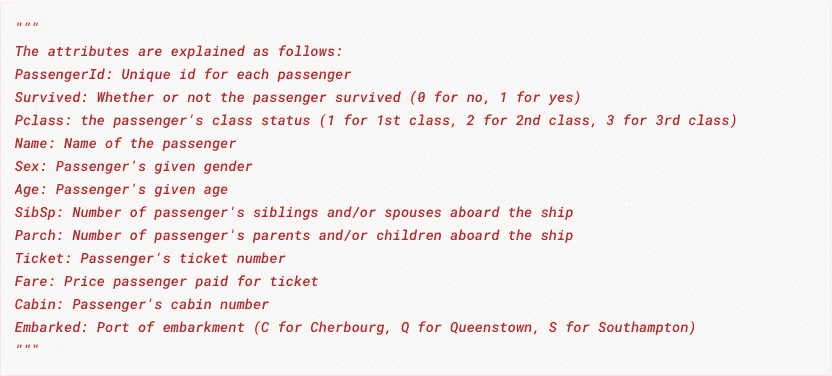 """
The attributes are explained as follows:
PassengerId: Unique id for each passenger
Survived: Whether or not the passenger survived (0 for no, 1 for yes)
Pclass: the passenger's class status (1 for 1st class, 2 for 2nd class, 3 for 3rd class)
Name: Name of the passenger
Sex: Passenger's given gender
Age: Passenger's given age
SibSp: Number of passenger's siblings and/or spouses aboard the ship
Parch: Number of passenger's parents and/or children aboard the ship
Ticket: Passenger's ticket number
Fare: Price passenger paid for ticket
Cabin: Passenger's cabin number
Embarked: Port of embarkment (C for Cherbourg, Q for Queenstown, S for Southampton)
"""